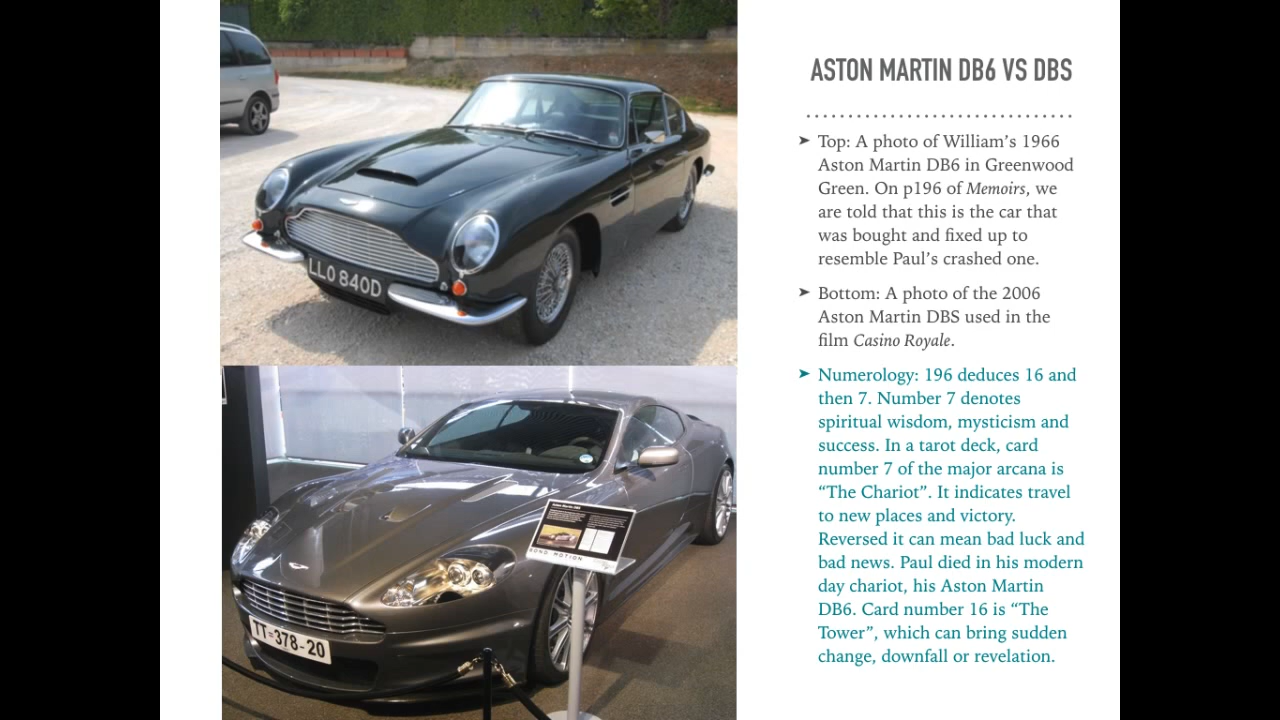 ASTON MARTIN DB6 VS DBS
➤ Top: A photo of William’s 1966
Aston Martin DB6 in Greenwood
Green. On p196 of Memoirs, we
are told that this is the car that
was bought and fixed up to
resemble Paul’s crashed one.
➤ Bottom: A photo of the 2006
Aston Martin DBS used in the
film Casino Royale.
➤ Numerology: 196 deduces 16 and
then 7. Number 7 denotes
spiritual wisdom, mysticism and
success. In a tarot deck, card
number 7 of the major arcana is
“The Chariot”. It indicates travel
to new places and victory.
Reversed it can mean bad luck and
bad news. Paul died in his modern
day chariot, his Aston Martin
DB6. Card number 16 is “The
Tower”, which can bring sudden
change, downfall or revelation.
LLO 840D
Aston Martin DBS
BOND MOTION
TT=378-20